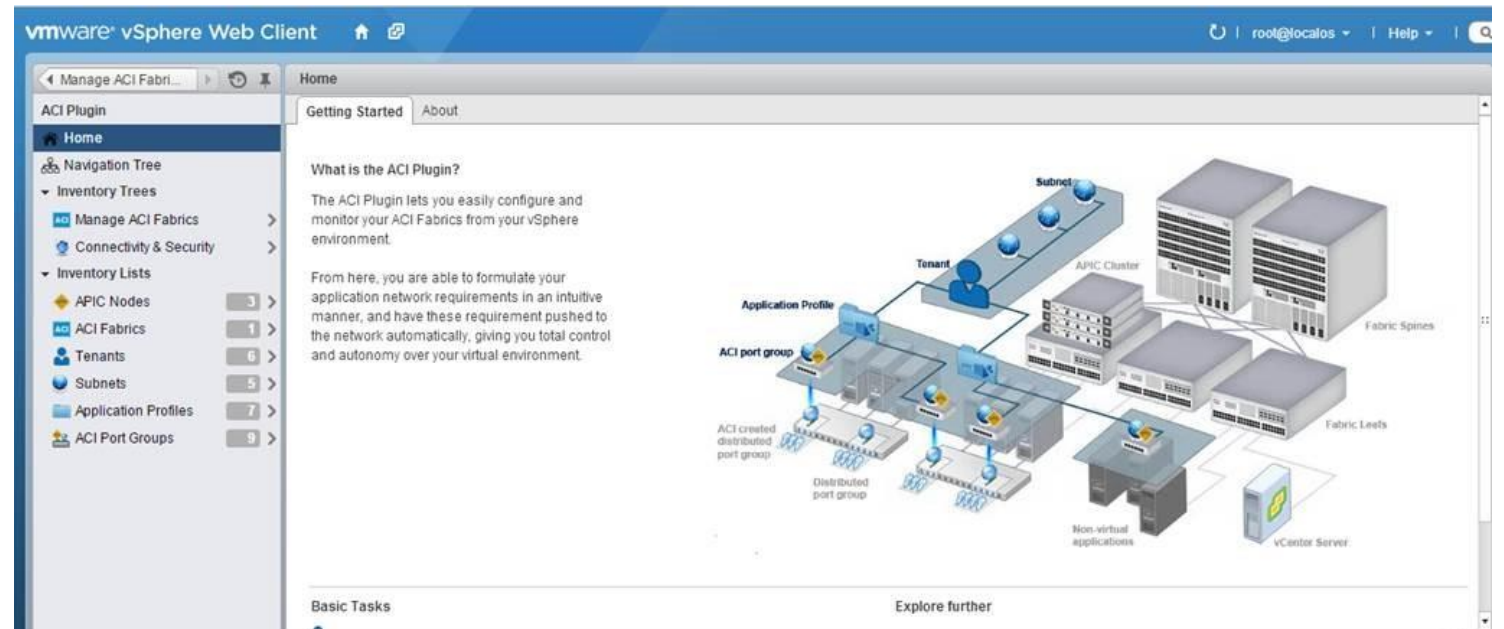 vmware® vSphere Web Client
root@localos
Help
Manage ACI Fabri...
ACI Plugin
Home
Navigation Tree
Inventory Trees
Manage ACI Fabrics
Connectivity & Security
Inventory Lists
APIC Nodes 3
ACI Fabrics 1
Tenants 6
Subnets 5
Application Profiles 7
ACI Port Groups 9
Home
Getting Started About
What is the ACI Plugin?
The ACI Plugin lets you easily configure and
monitor your ACI Fabrics from your vSphere
environment.
From here, you are able to formulate your
application network requirements in an intuitive
manner, and have these requirement pushed to
the network automatically, giving you total control
and autonomy over your virtual environment.
Subnet
Tenant
APIC Cluster
Application Profile
Fabric Spines
ACI port group
Fabric Leafs
ACI created
distributed
port group
Distributed
port group
Non-virtual
applications
vCenter Server
Basic Tasks
Explore further